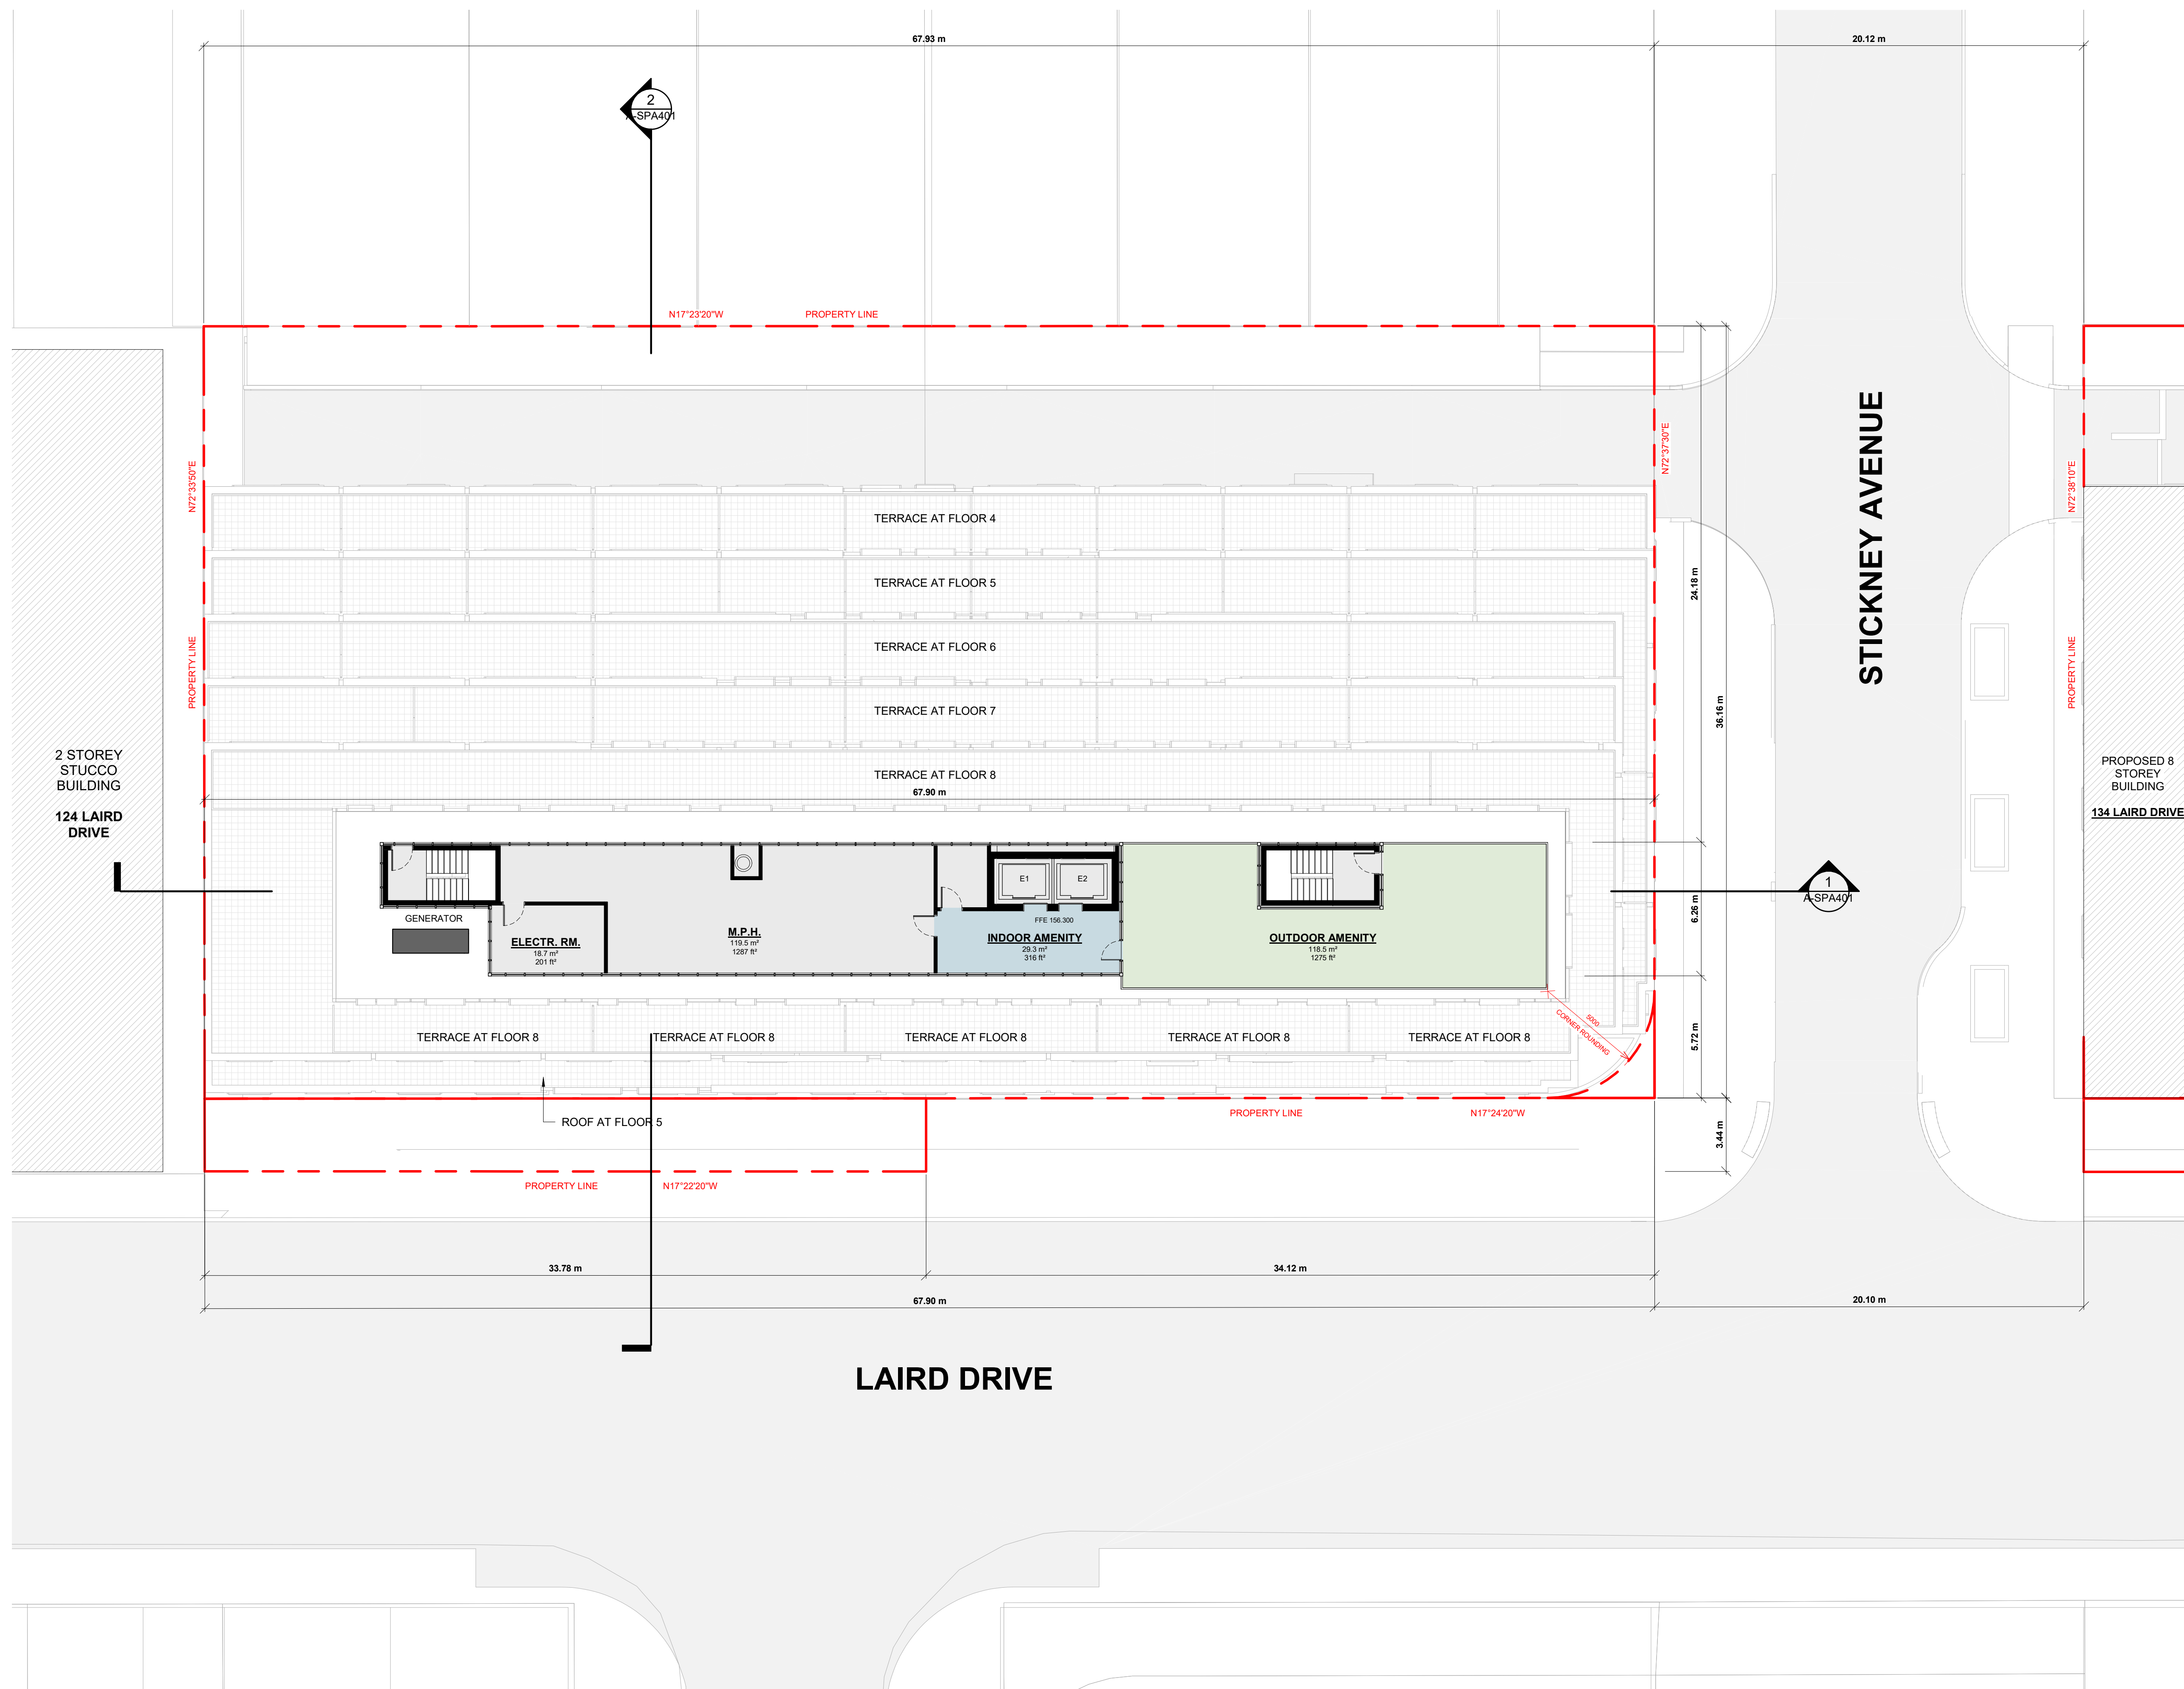 67.93 m
20.12 m
2
A-SPA401
N17°23'20"W
PROPERTY LINE
N72°33'50"E
PROPERTY LINE
N72°37'30"E
N72°38'10"E
PROPERTY LINE
STICKNEY AVENUE
TERRACE AT FLOOR 4
TERRACE AT FLOOR 5
TERRACE AT FLOOR 6
TERRACE AT FLOOR 7
TERRACE AT FLOOR 8
67.90 m
24.18 m
36.16 m
6.26 m
5.72 m
3.44 m
2 STOREY
STUCCO
BUILDING
124 LAIRD
DRIVE
PROPOSED 8
STOREY
BUILDING
134 LAIRD DRIVE
1
A-SPA401
GENERATOR
ELECTR. RM.
18.7 m²
201 ft²
M.P.H.
119.5 m²
1287 ft²
E1
E2
FFE 156.300
INDOOR AMENITY
29.3 m²
316 ft²
OUTDOOR AMENITY
118.5 m²
1275 ft²
5000
CORNER ROUNDING
TERRACE AT FLOOR 8
TERRACE AT FLOOR 8
TERRACE AT FLOOR 8
TERRACE AT FLOOR 8
TERRACE AT FLOOR 8
ROOF AT FLOOR 5
PROPERTY LINE
N17°24'20"W
PROPERTY LINE
N17°22'20"W
33.78 m
34.12 m
67.90 m
20.10 m
LAIRD DRIVE